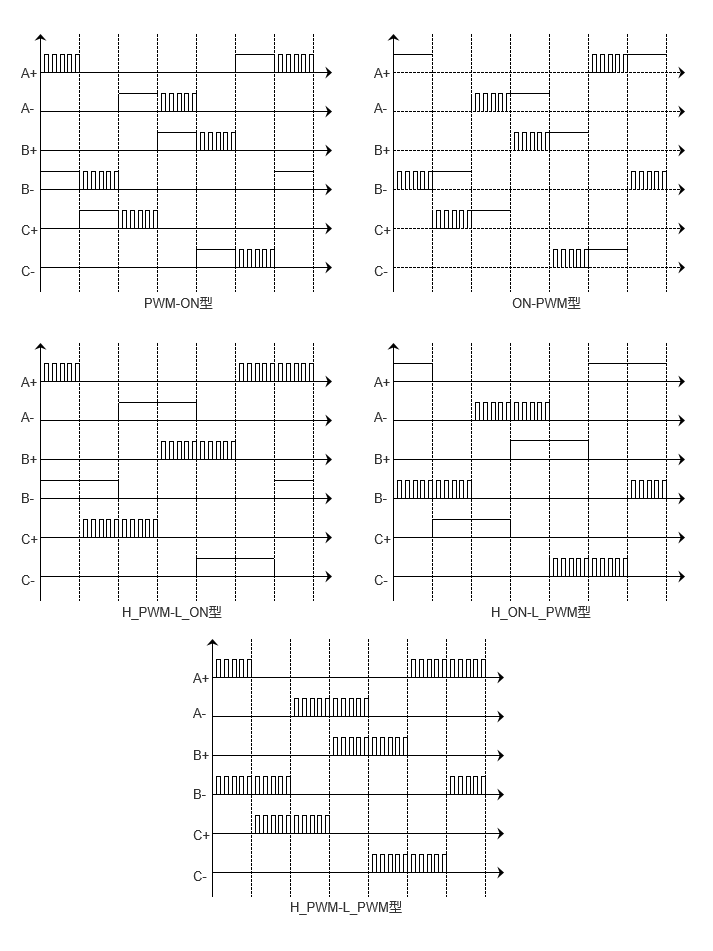 A+
A-
B+
B-
C+
C-
PWM-ON型
A+
A-
B+
B-
C+
C-
ON-PWM型
A+
A-
B+
B-
C+
C-
H_PWM-L_ON型
A+
A-
B+
B-
C+
C-
H_ON-L_PWM型
A+
A-
B+
B-
C+
C-
H_PWM-L_PWM型